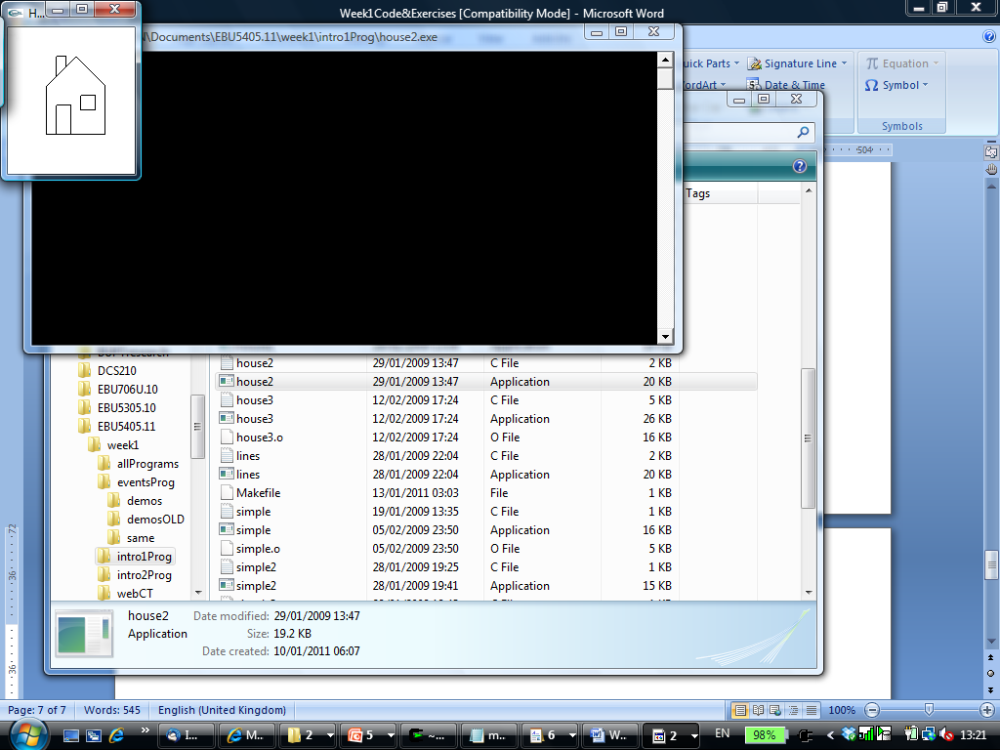 H...
Week1Code&Exercises [Compatibility Mode] - Microsoft Word
N\Documents\EBU5405.11\week1\intro1Prog\house2.exe
uick Parts
Signature Line
Equation
ordArt
Date & Time
Symbol
Symbols
504
Tags
DCS210
EBU706U.10
EBU5305.10
EBU5405.11
week1
allPrograms
eventsProg
demos
demosOLD
same
intro1Prog
intro2Prog
webCT
house2 29/01/2009 13:47 C File 2 KB
house2 29/01/2009 13:47 Application 20 KB
house3 12/02/2009 17:24 C File 5 KB
house3 12/02/2009 17:24 Application 26 KB
house3.o 12/02/2009 17:24 O File 16 KB
lines 28/01/2009 22:04 C File 2 KB
lines 28/01/2009 22:04 Application 20 KB
Makefile 13/01/2011 03:03 File 1 KB
simple 19/01/2009 13:35 C File 1 KB
simple 05/02/2009 23:50 Application 16 KB
simple.o 05/02/2009 23:50 O File 5 KB
simple2 28/01/2009 19:25 C File 1 KB
simple2 28/01/2009 19:41 Application 15 KB
72
36
36
house2 Date modified: 29/01/2009 13:47
Application Size: 19.2 KB
Date created: 10/01/2011 06:07
Page: 7 of 7 Words: 545 English (United Kingdom) 100%
I... M... 2 5 ~... m... 6 W... 2 EN 98% 13:21